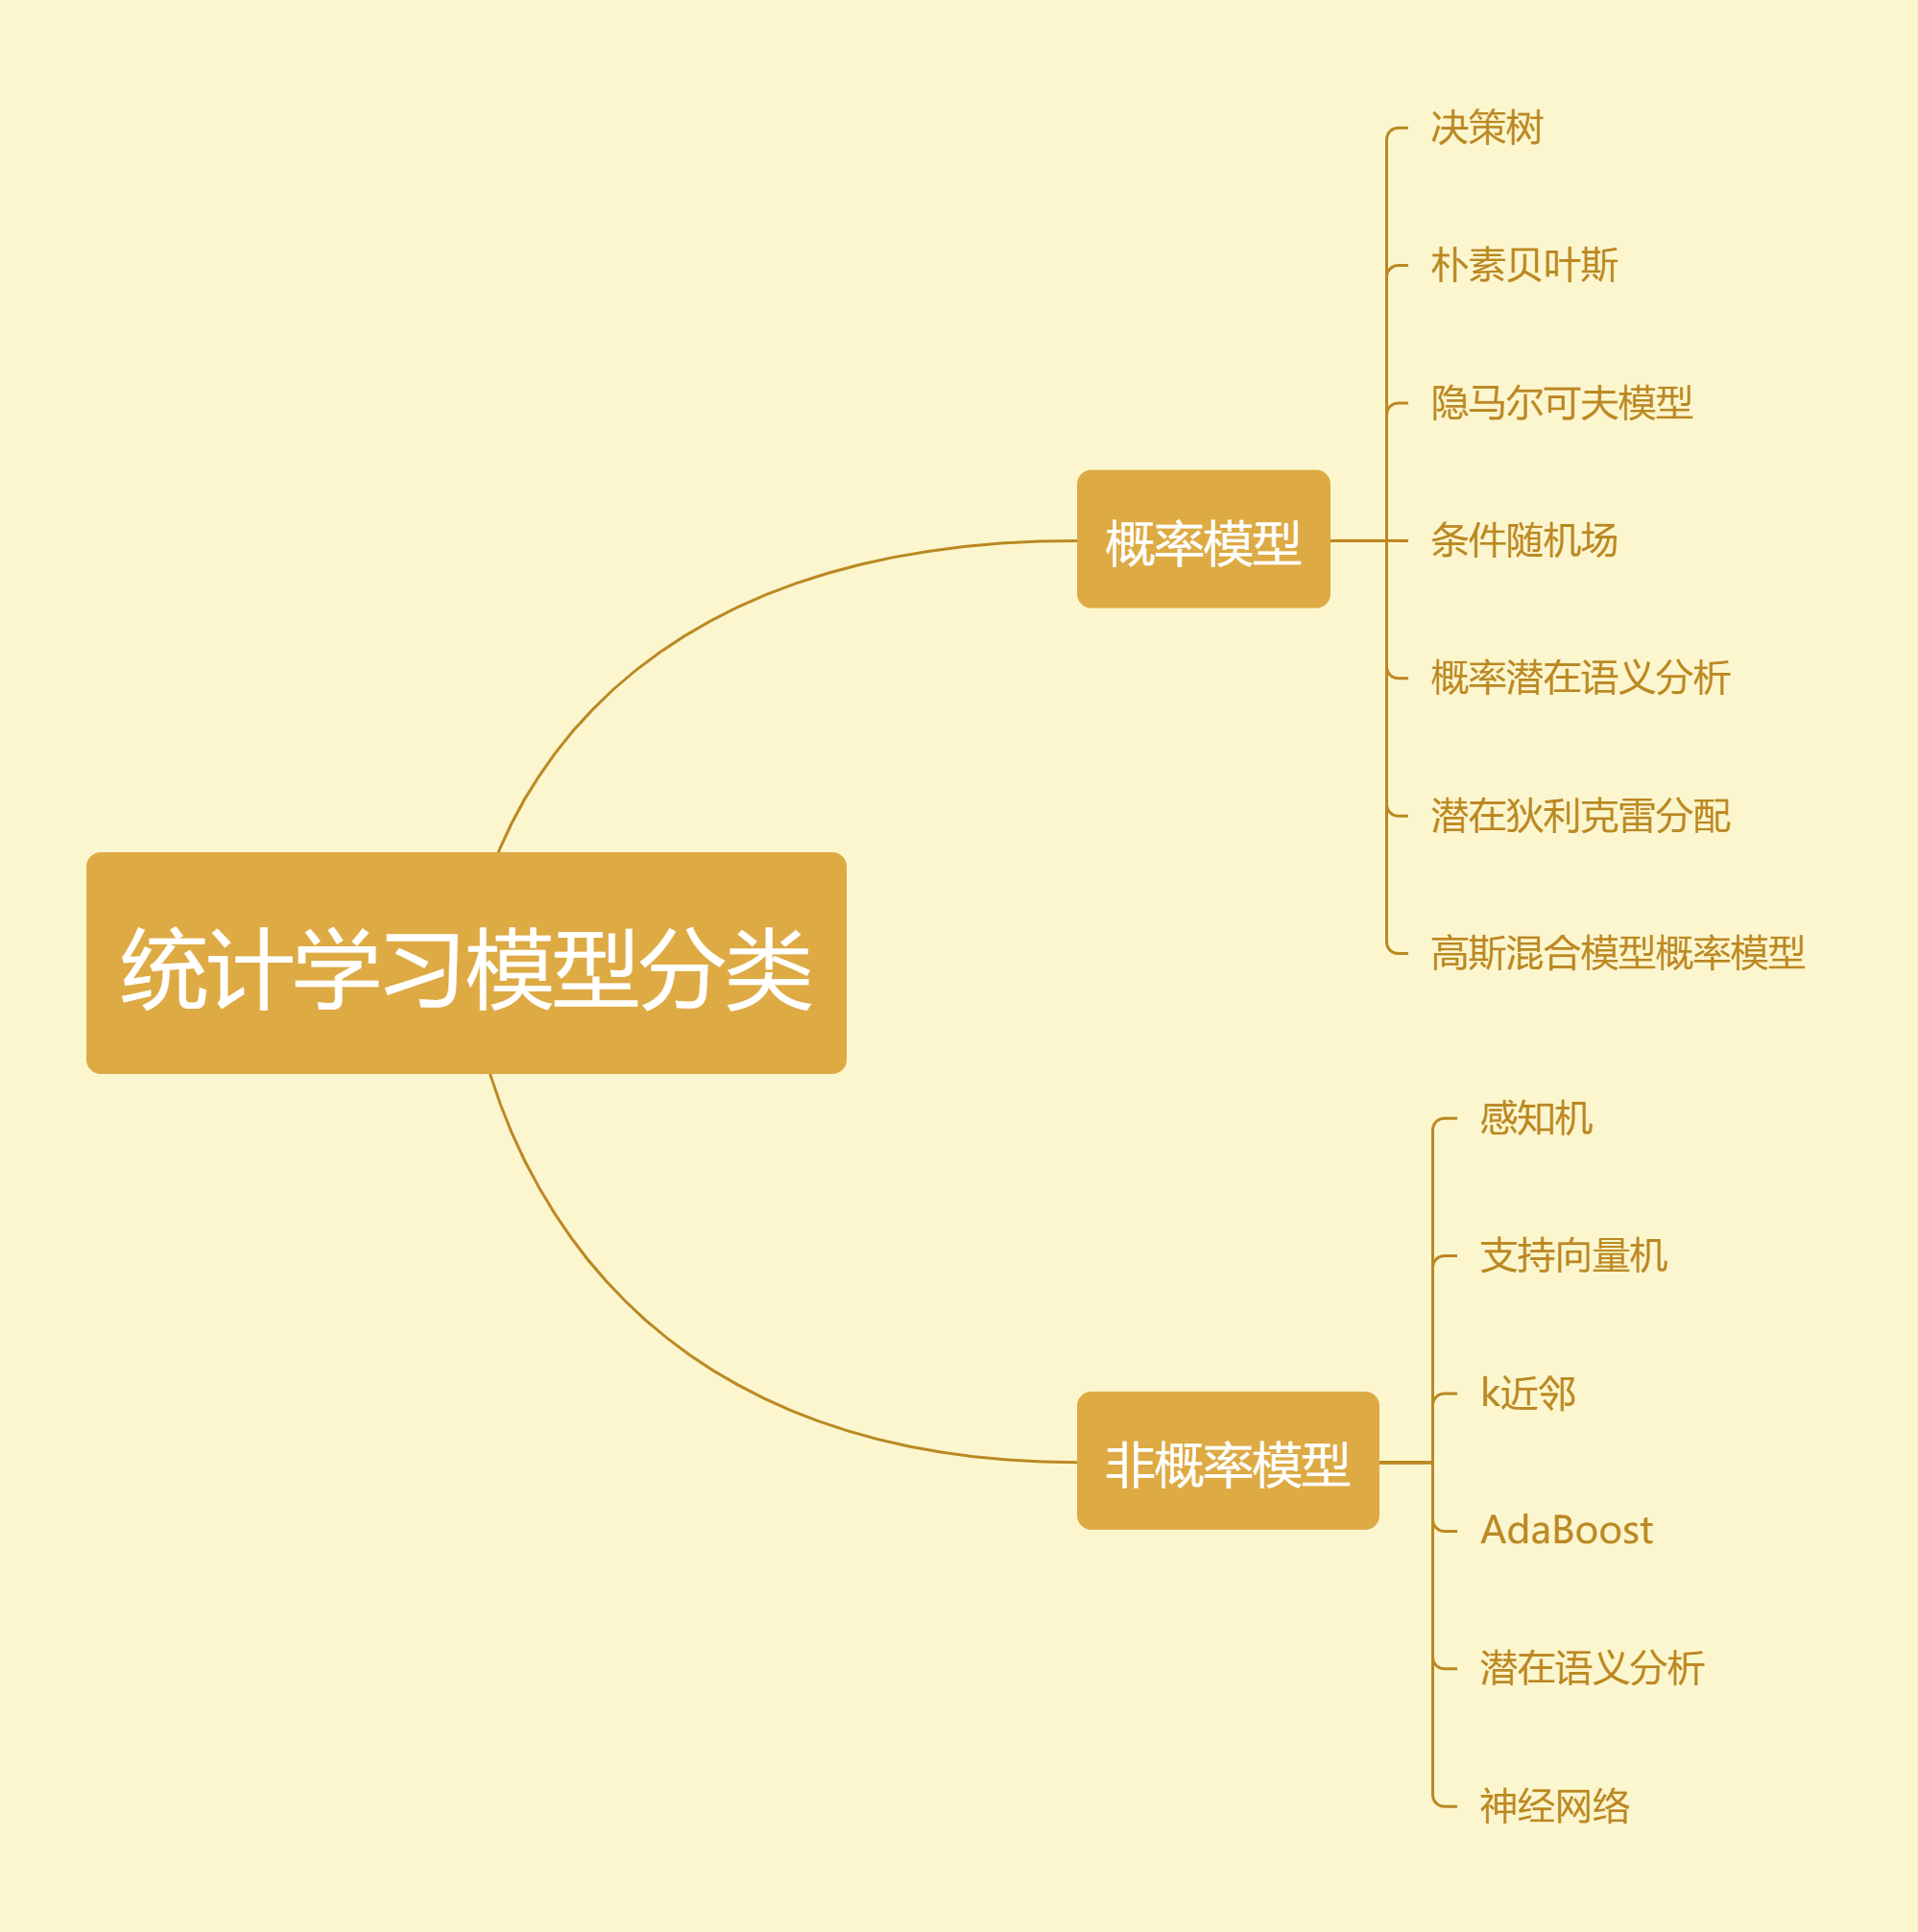 统计学习模型分类
概率模型
决策树
朴素贝叶斯
隐马尔可夫模型
条件随机场
概率潜在语义分析
潜在狄利克雷分配
高斯混合模型概率模型
非概率模型
感知机
支持向量机
k近邻
AdaBoost
潜在语义分析
神经网络